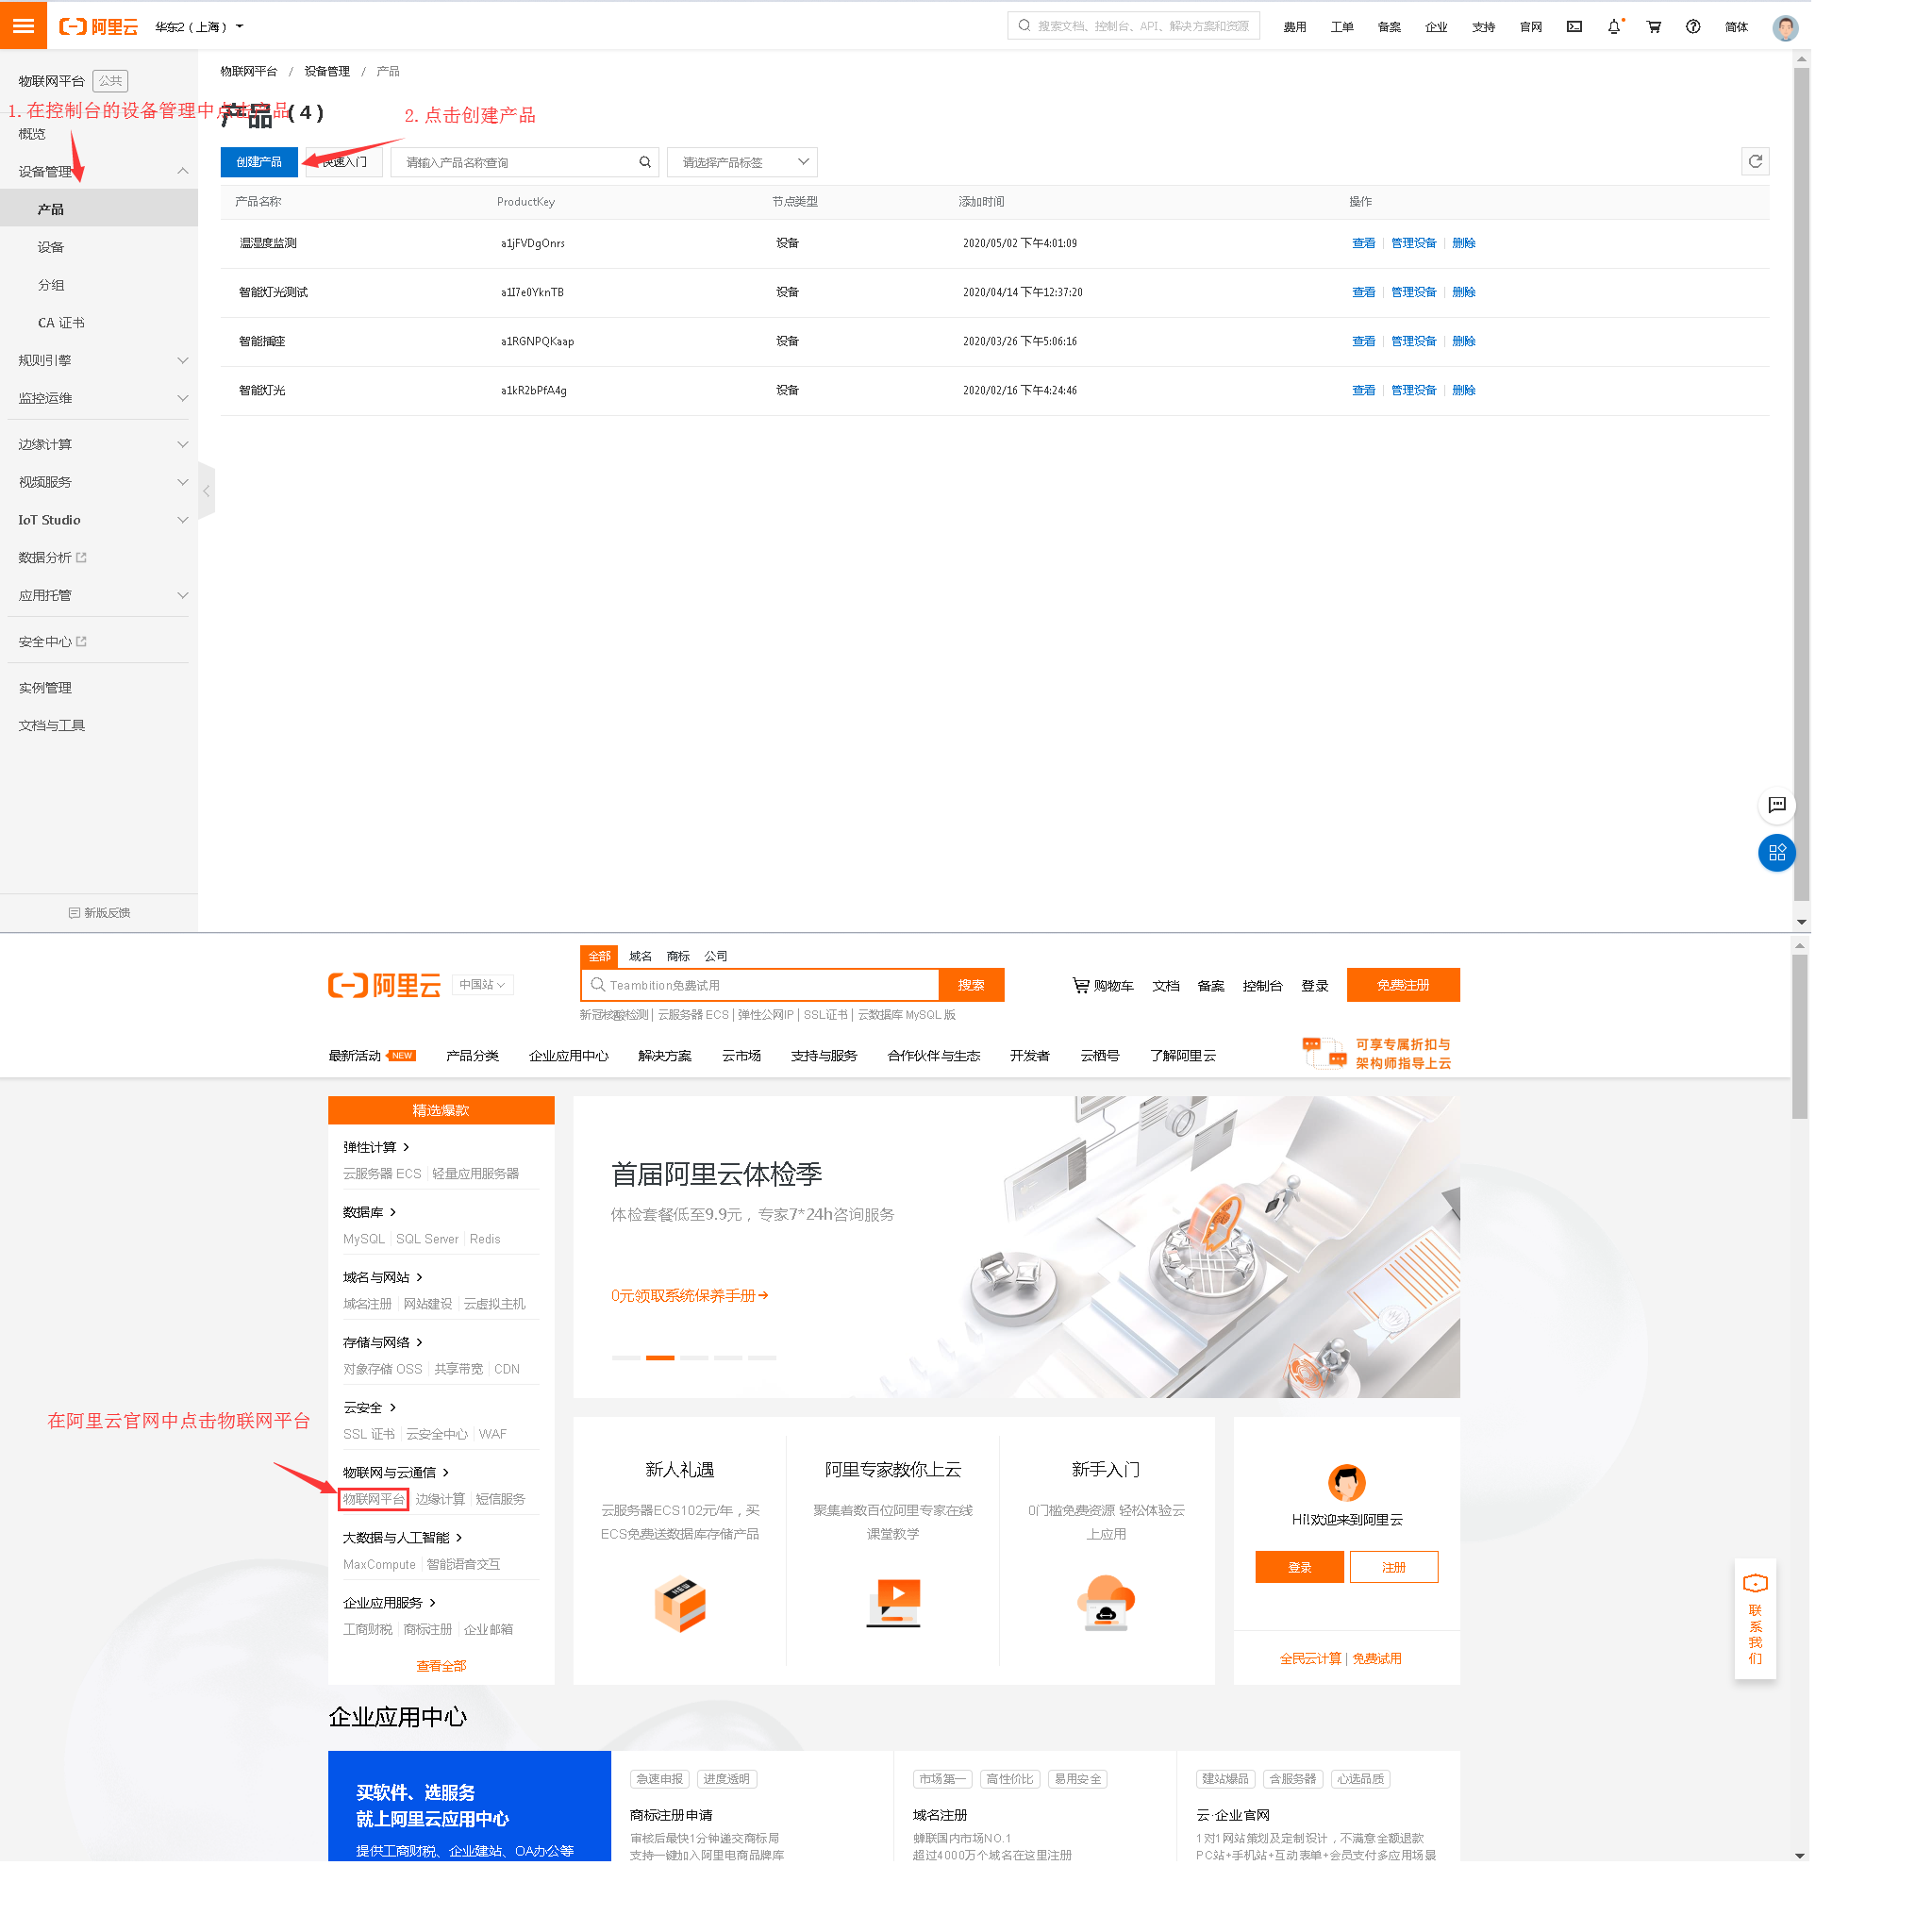 阿里云 华东2（上海） 搜索文档、控制台、API、解决方案和资源 费用 工单 备案 企业 支持 官网 简体
物联网平台 公共
物联网平台 / 设备管理 / 产品
1. 在控制台的设备管理中点击产品
产品（4）
2. 点击创建产品
概览
设备管理
产品
设备
分组
CA 证书
规则引擎
监控运维
边缘计算
视频服务
IoT Studio
数据分析
应用托管
安全中心
实例管理
文档与工具
新版反馈
创建产品 快速入门 请输入产品名称查询 请选择产品标签
产品名称 ProductKey 节点类型 添加时间 操作
温湿度监测 a1jFVDgOnrs 设备 2020/05/02 下午4:01:09 查看 管理设备 删除
智能灯光测试 a1I7e0YknTB 设备 2020/04/14 下午12:37:20 查看 管理设备 删除
智能插座 a1RGNPQKaap 设备 2020/03/26 下午5:06:16 查看 管理设备 删除
智能灯光 a1kR2bPfA4g 设备 2020/02/16 下午4:24:46 查看 管理设备 删除
全部 域名 商标 公司
阿里云 中国站 Teambition免费试用 搜索 购物车 文档 备案 控制台 登录 免费注册
新冠核酸检测 | 云服务器 ECS | 弹性公网IP | SSL证书 | 云数据库 MySQL 版
最新活动 NEW 产品分类 企业应用中心 解决方案 云市场 支持与服务 合作伙伴与生态 开发者 云栖号 了解阿里云
可享专属折扣与
架构师指导上云
精选爆款
弹性计算
云服务器 ECS 轻量应用服务器
数据库
MySQL SQL Server Redis
域名与网站
域名注册 网站建设 云虚拟主机
存储与网络
对象存储 OSS 共享带宽 CDN
云安全
SSL 证书 云安全中心 WAF
在阿里云官网中点击物联网平台
物联网与云通信
物联网平台 边缘计算 短信服务
大数据与人工智能
MaxCompute 智能语音交互
企业应用服务
工商财税 商标注册 企业邮箱
查看全部
首届阿里云体检季
体检套餐低至9.9元，专家7*24h咨询服务
0元领取系统保养手册
新人礼遇
云服务器ECS102元/年，买
ECS免费送数据库存储产品
阿里专家教你上云
聚集着数百位阿里专家在线
课堂教学
新手入门
0门槛免费资源 轻松体验云
上应用
Hi!欢迎来到阿里云
登录 注册
全民云计算 | 免费试用
联
系
我
们
企业应用中心
买软件、选服务
就上阿里云应用中心
提供工商财税、企业建站、OA办公等
急速申报 进度透明
商标注册申请
审核后最快1分钟递交商标局
支持一键加入阿里电商品牌库
市场第一 高性价比 易用安全
域名注册
蝉联国内市场NO.1
超过4000万个域名在这里注册
建站爆品 含服务器 心选品质
云·企业官网
1对1网站策划及定制设计，不满意全额退款
PC站+手机站+互动表单+会员支付多应用场景